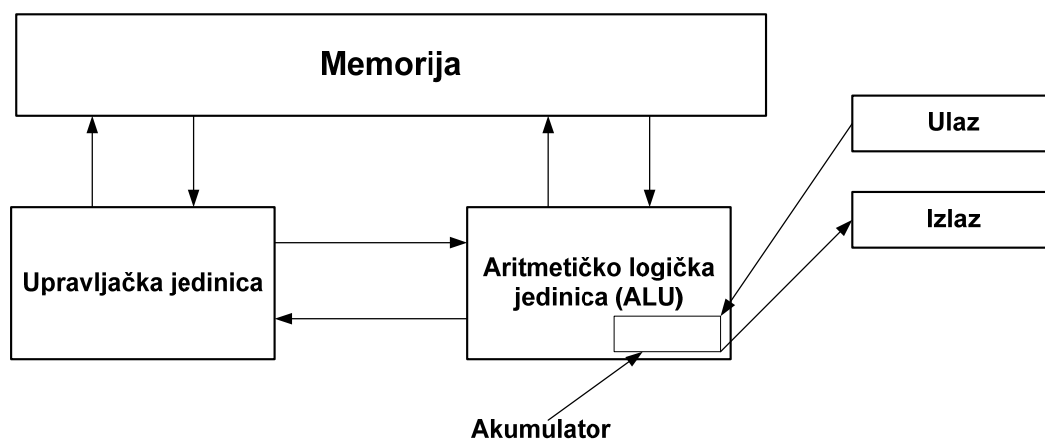 Memorija
Ulaz
Izlaz
Upravljačka jedinica
Aritmetičko logička
jedinica (ALU)
Akumulator